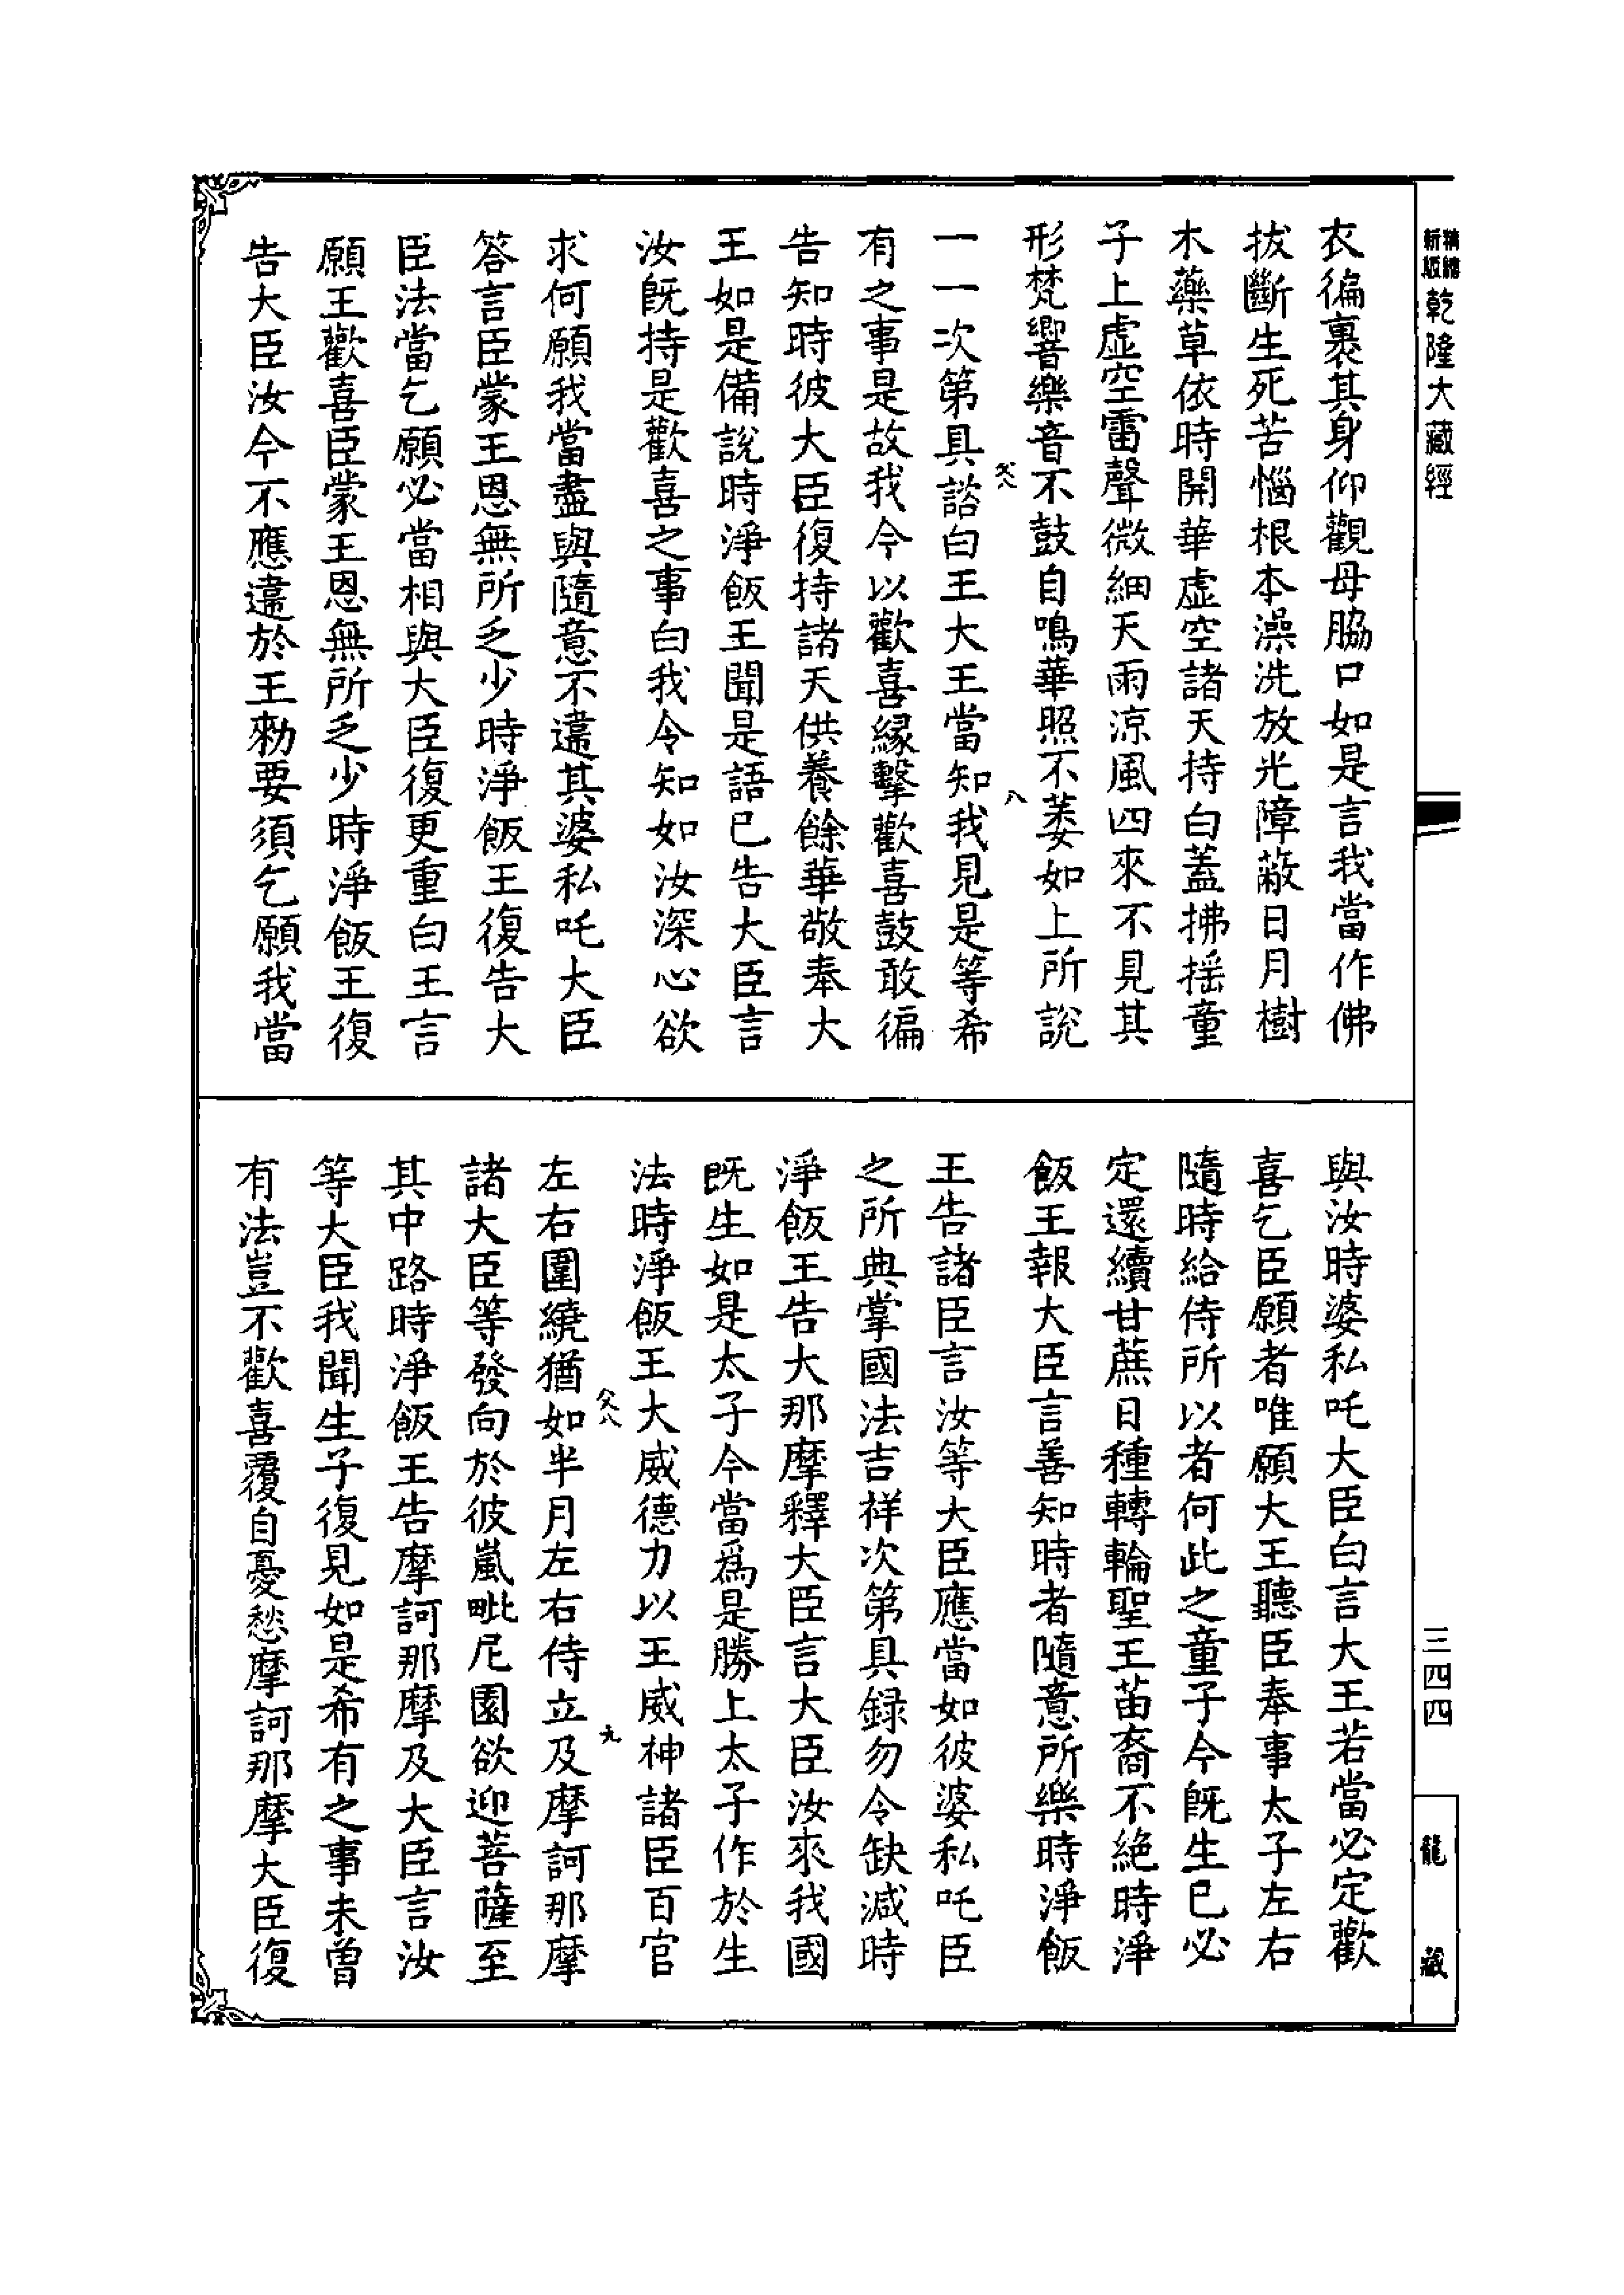 精繕新版乾隆大藏經
衣徧裹其身仰觀母脇口如是言我當作佛
拔斷生死苦惱根本澡洗放光障蔽日月樹
木藥草依時開華虛空諸天持白蓋拂搖童
子上虛空雷聲微細天雨涼風四來不見其
形梵響樂音不鼓自鳴華照不萎如上所說
八
一一次第具諮白王大王當知我見是等希
有之事是故我今以歡喜緣擊歡喜鼓敢徧
告知時彼大臣復持諸天供養餘華敬奉大
王如是備說時淨飯王聞是語已告大臣言
汝旣持是歡喜之事白我令知如汝深心欲
求何願我當盡與隨意不違其婆私吒大臣
答言臣蒙王恩無所乏少時淨飯王復告大
臣法當乞願必當相與大臣復更重白王言
願王歡喜臣蒙王恩無所乏少時淨飯王復
告大臣汝今不應違於王勑要須乞願我當
與汝時婆私吒大臣白言大王若當必定歡
喜乞臣願者唯願大王聽臣奉事太子左右
隨時給侍所以者何此之童子今旣生已必
定還續甘蔗日種轉輪聖王苗裔不絕時淨
飯王報大臣言善知時者隨意所樂時淨飯
王告諸臣言汝等大臣應當如彼婆私吒臣
之所典掌國法吉祥次第具録勿令缺減時
淨飯王告大那摩釋大臣言大臣汝來我國
旣生如是太子今當爲是勝上太子作於生
法時淨飯王大威德力以王威神諸臣百官
九
左右圍繞猶如半月左右侍立及摩訶那摩
諸大臣等發向於彼嵐毗尼園欲迎菩薩至
其中路時淨飯王告摩訶那摩及大臣言汝
等大臣我聞生子復見如是希有之事未曾
有法豈不歡喜覆自憂愁摩訶那摩大臣復
三四四
龍藏